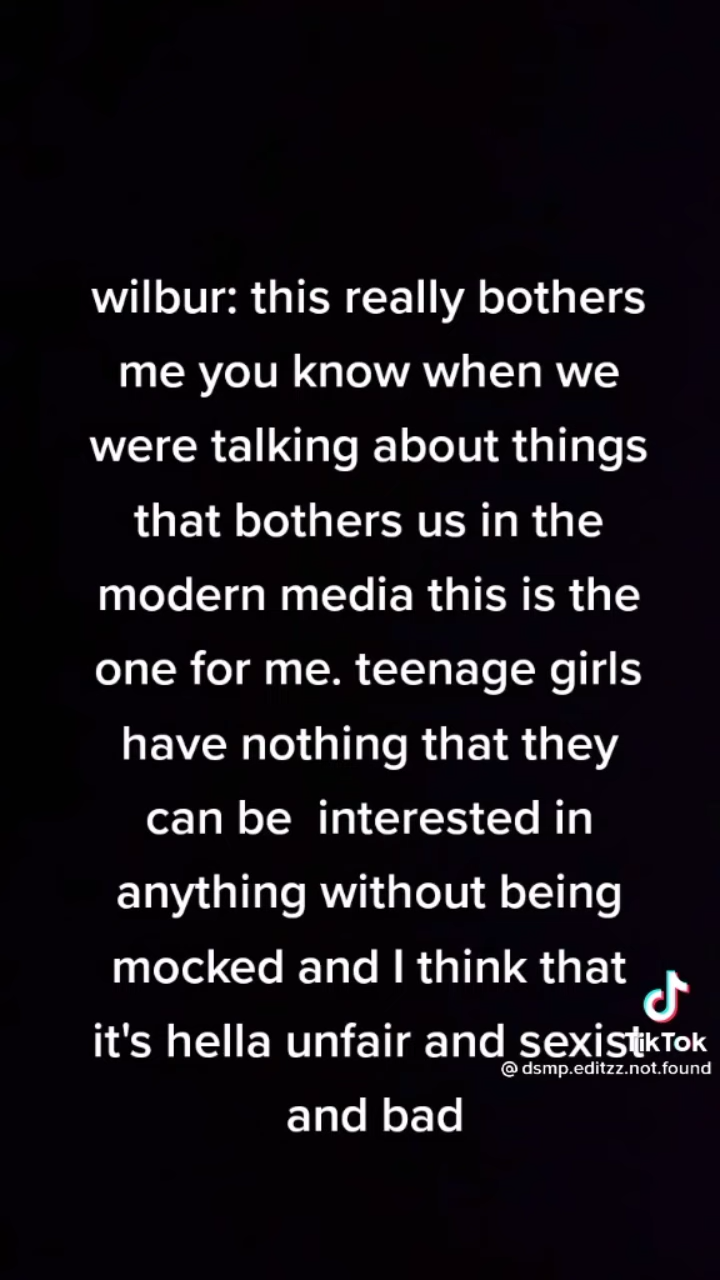 wilbur: this really bothers
me you know when we
were talking about things
that bothers us in the
modern media this is the
one for me. teenage girls
have nothing that they
can be  interested in
anything without being
mocked and I think that
it's hella unfair and sexist
and bad
TikTok
@dsmp.editzz.not.found